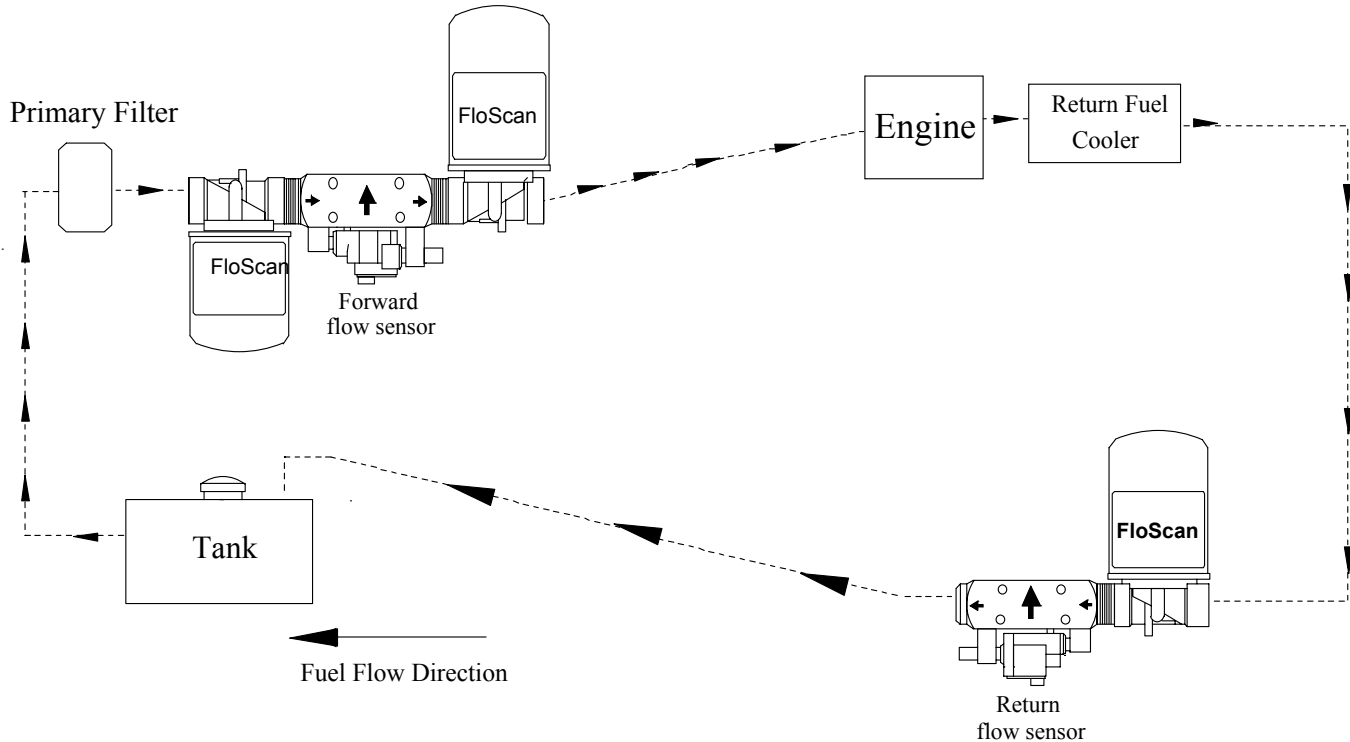 Primary Filter
FloScan
FloScan
Forward
flow sensor
Engine
Return Fuel
Cooler
Tank
Fuel Flow Direction
FloScan
Return
flow sensor